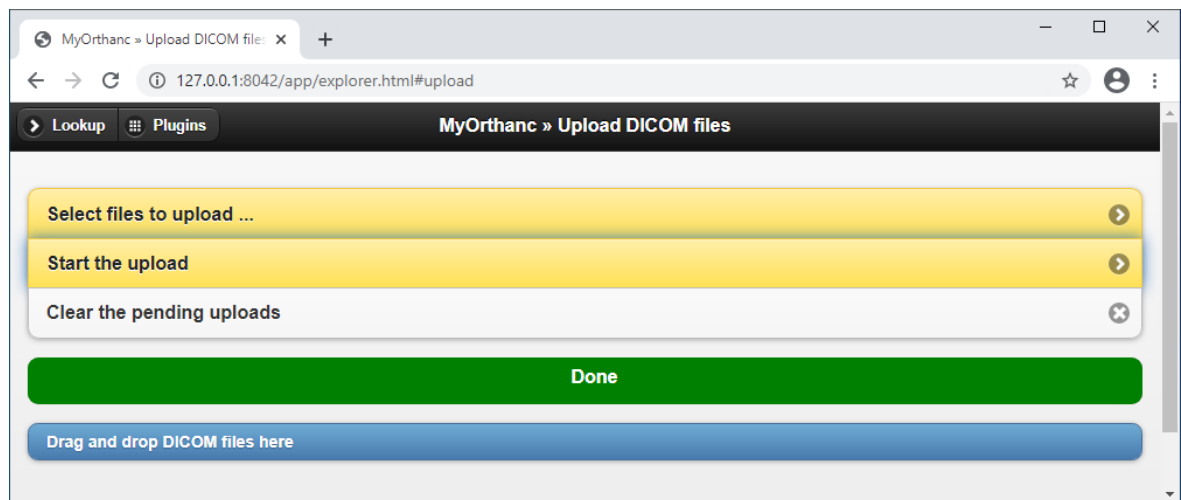 MyOrthanc » Upload DICOM files
127.0.0.1:8042/app/explorer.html#upload
Lookup Plugins MyOrthanc » Upload DICOM files
Select files to upload ...
Start the upload
Clear the pending uploads
Done
Drag and drop DICOM files here